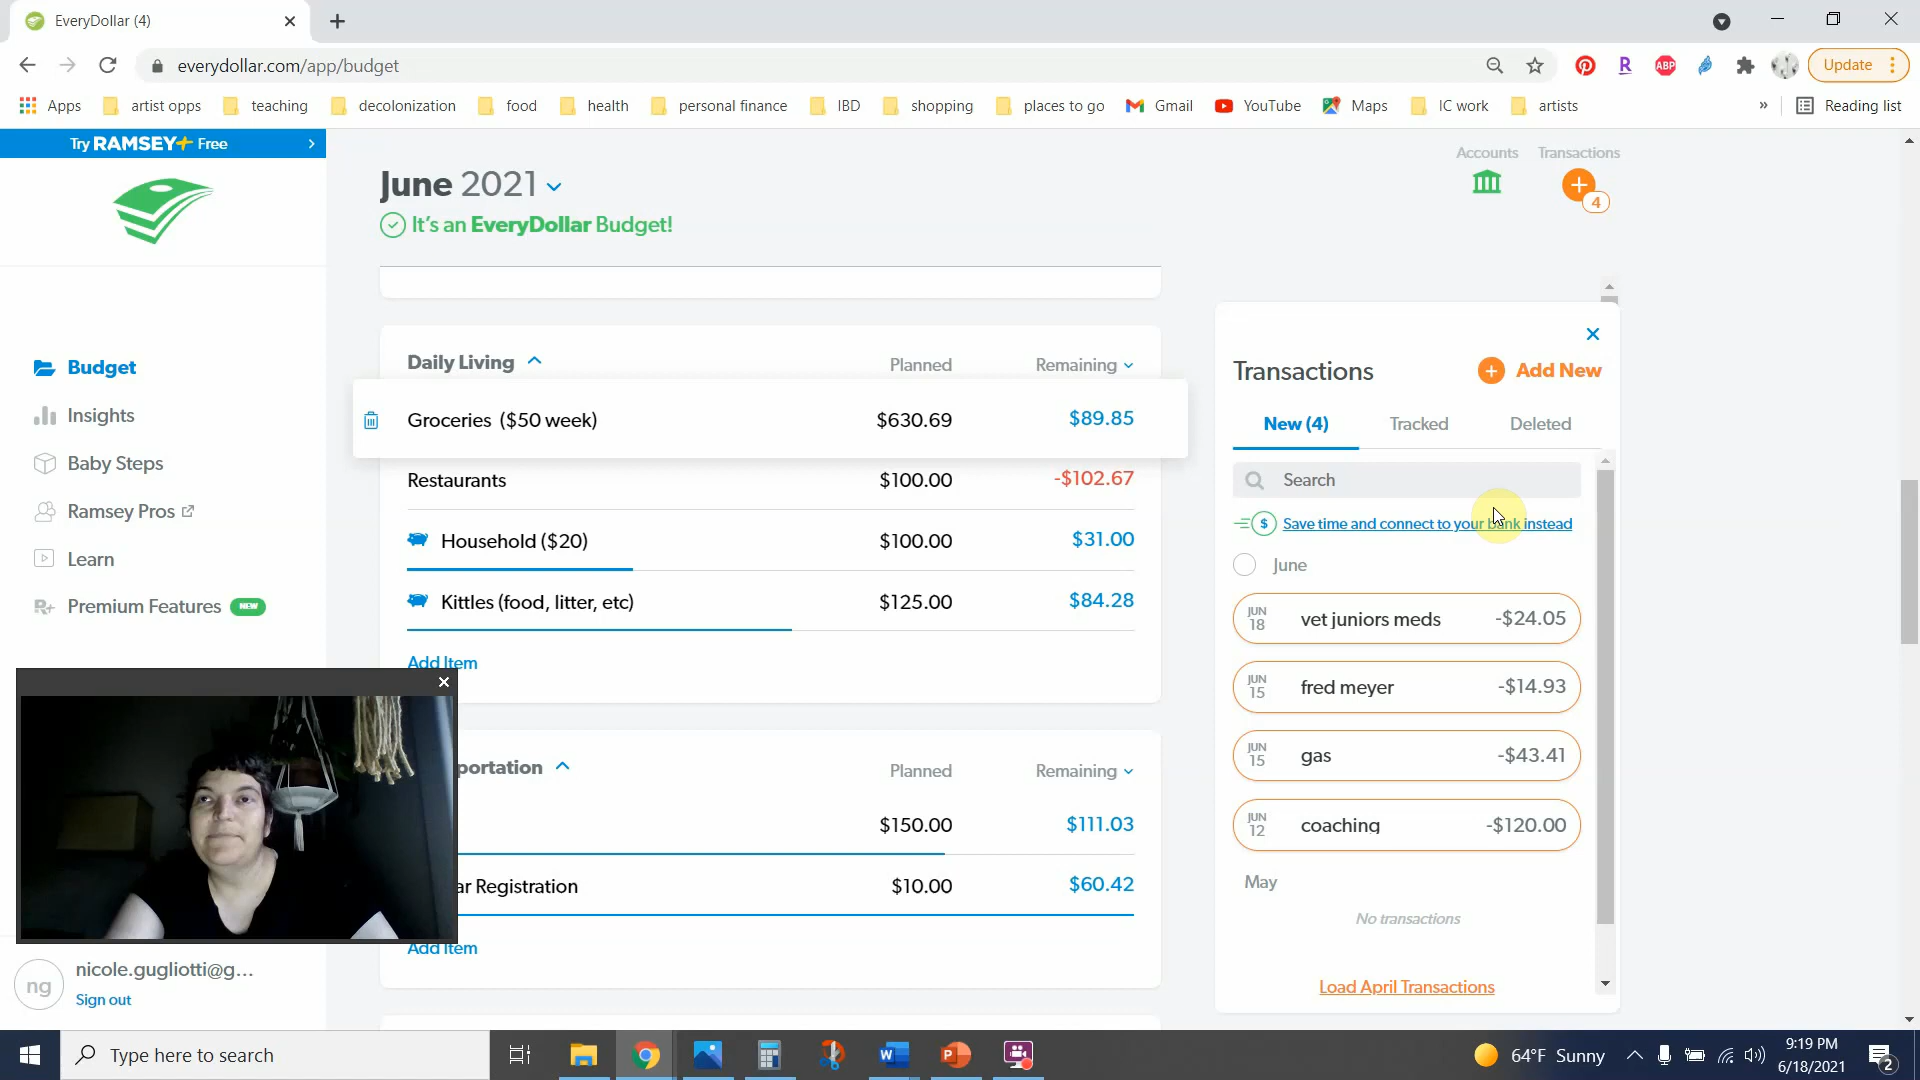 EveryDollar (4)
everydollar.com/app/budget
Update
Apps
artist opps
teaching
decolonization
food
health
personal finance
IBD
shopping
places to go
Gmail
YouTube
Maps
IC work
artists
»
Reading list
Try RAMSEY+ Free
Budget
Insights
Baby Steps
Ramsey Pros
Learn
Premium Features NEW
ng
nicole.gugliotti@g...
Sign out
June 2021
It's an EveryDollar Budget!
Accounts
Transactions
4
Daily Living Planned Remaining
Groceries ($50 week) $630.69 $89.85
Restaurants $100.00 -$102.67
Household ($20) $100.00 $31.00
Kittles (food, litter, etc) $125.00 $84.28
Add Item
portation Planned Remaining
$150.00 $111.03
ar Registration $10.00 $60.42
Add Item
Transactions
Add New
New (4)
Tracked
Deleted
Search
Save time and connect to your bank instead
June
JUN 18 vet juniors meds -$24.05
JUN 15 fred meyer -$14.93
JUN 15 gas -$43.41
JUN 12 coaching -$120.00
May
No transactions
Load April Transactions
Type here to search
64°F Sunny
9:19 PM
6/18/2021
2